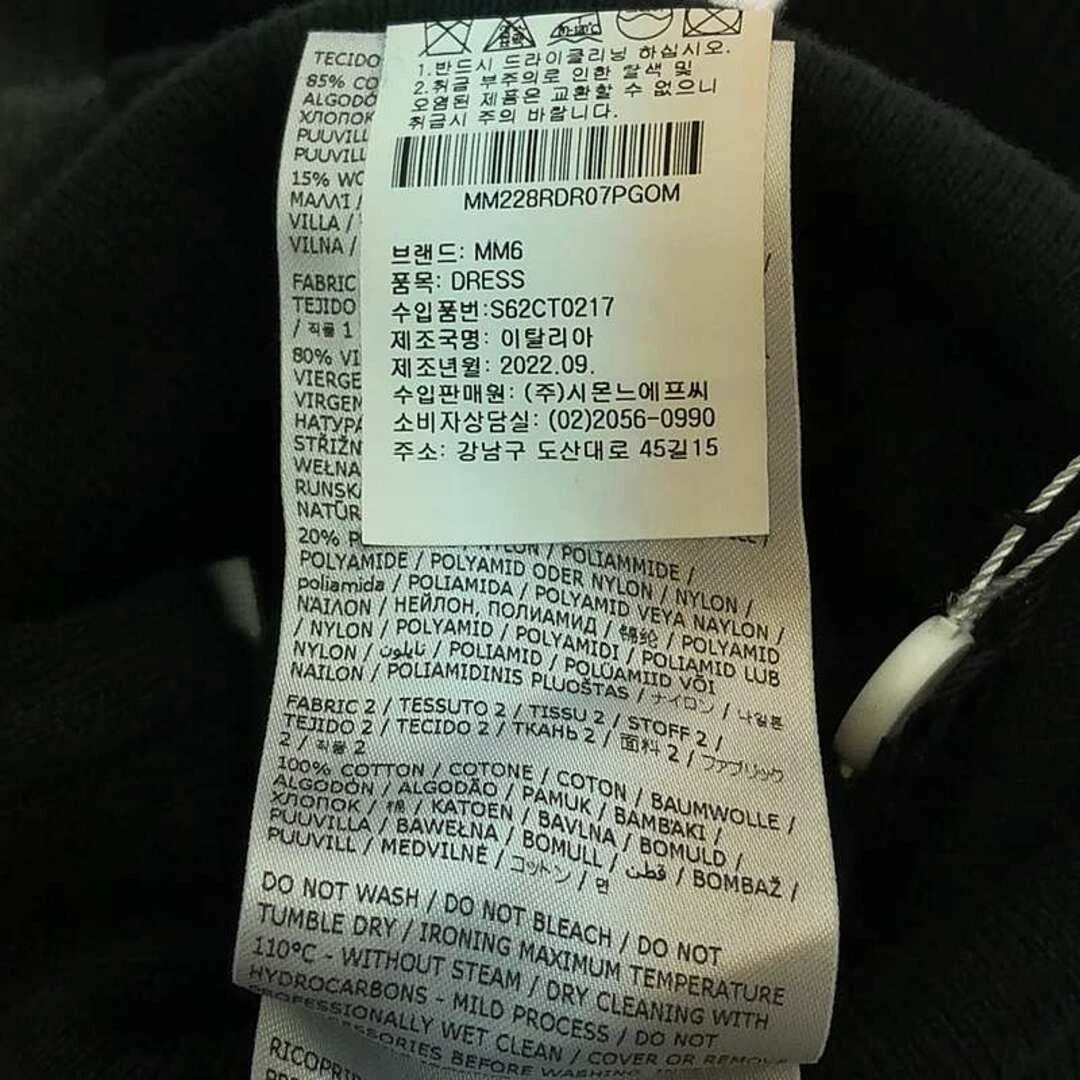 1.반드시 드라이클리닝 하십시오.
2.취급 부주의로 인한 탈색 및
오염된 제품은 교환할 수 없으니
취급시 주의 바랍니다.
MM228RDR07PGOM
브랜드: MM6
품목: DRESS
수입품번:S62CT0217
제조국명: 이탈리아
제조년월: 2022.09.
수입판매원: (주)시몬느에프씨
소비자상담실: (02)2056-0990
주소: 강남구 도산대로 45길15
TECIDO
85% CO
ALGODÓ
ΧЛОПОК
PUUVILL
PUUVILL
15% WO
ΜΑΛΛΊ /
VILLA /
VILNA /
FABRIC
TEJIDO
/ 직물 1
80% VI
VIERGE
VIRGEM
НАТУРА
STŘIŽN
WEŁNA
RUNSKA
NATŪR
20% P NYLON / POLIAMMIDE /
POLYAMIDE / POLYAMID ODER NYLON / NYLON /
poliamida / POLIAMIDA / POLYAMID VEYA NAYLON /
ΝΆΙΛΟΝ / НЕЙЛОН, ПОЛИАМИД / 锦纶 / POLYAMID
/ NYLON / POLYAMID / POLYAMIDI / POLIAMID LUB
NYLON / نايلون / POLIAMID / POLÜAMIID VÕI
NAILON / POLIAMIDINIS PLUOŠTAS / ナイロン / 나일론
FABRIC 2 / TESSUTO 2 / TISSU 2 / STOFF 2 /
TEJIDO 2 / TECIDO 2 / ТКАНЬ 2 / 面料 2 / ファブリック
2 / 직물 2
100% COTTON / COTONE / COTON / BAUMWOLLE /
ALGODÓN / ALGODÃO / PAMUK / BAMBAKI /
ХЛОПОК / 棉 / KATOEN / BAVLNA / BOMULD /
PUUVILLA / BAWEŁNA / BOMULL / قطن / BOMBAŽ /
PUUVILL / MEDVILNĖ / コットン / 면
DO NOT WASH / DO NOT BLEACH / DO NOT
TUMBLE DRY / IRONING MAXIMUM TEMPERATURE
110°C - WITHOUT STEAM / DRY CLEANING WITH
HYDROCARBONS - MILD PROCESS / DO NOT
PROFESSIONALLY WET CLEAN / COVER OR REMOVE
ORIES BEFORE WASHING
RICOPRI